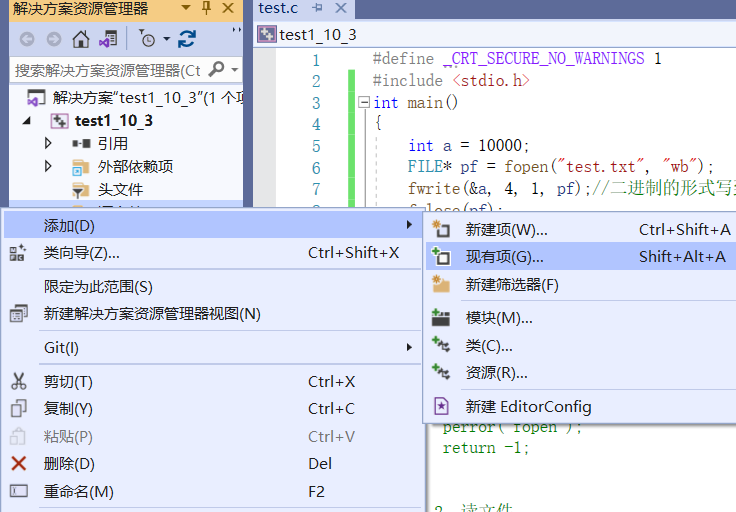 解决方案资源管理器
test.c
test1_10_3
搜索解决方案资源管理器(Ct
解决方案"test1_10_3"(1 个项
test1_10_3
引用
外部依赖项
头文件
1 #define _CRT_SECURE_NO_WARNINGS 1
2 #include <stdio.h>
3 int main()
4 {
5 int a = 10000;
6 FILE* pf = fopen("test.txt", "wb");
7 fwrite(&a, 4, 1, pf);//二进制的形式写
8 fclose(pf);
添加(D)
类向导(Z)... Ctrl+Shift+X
限定为此范围(S)
新建解决方案资源管理器视图(N)
Git(I)
剪切(T) Ctrl+X
复制(Y) Ctrl+C
粘贴(P) Ctrl+V
删除(D) Del
重命名(M) F2
新建项(W)... Ctrl+Shift+A
现有项(G)... Shift+Alt+A
新建筛选器(F)
模块(M)...
类(C)...
资源(R)...
新建 EditorConfig
perror("fopen");
return -1;
2. 读文件